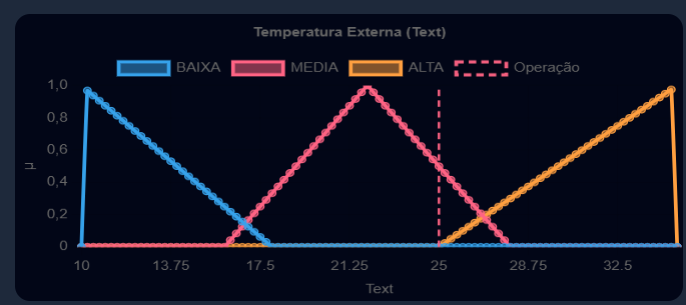 Temperatura Externa (Text)
BAIXA MEDIA ALTA Operação
1,0
0,8
0,6
0,4
0,2
0
μ
10 13.75 17.5 21.25 25 28.75 32.5
Text